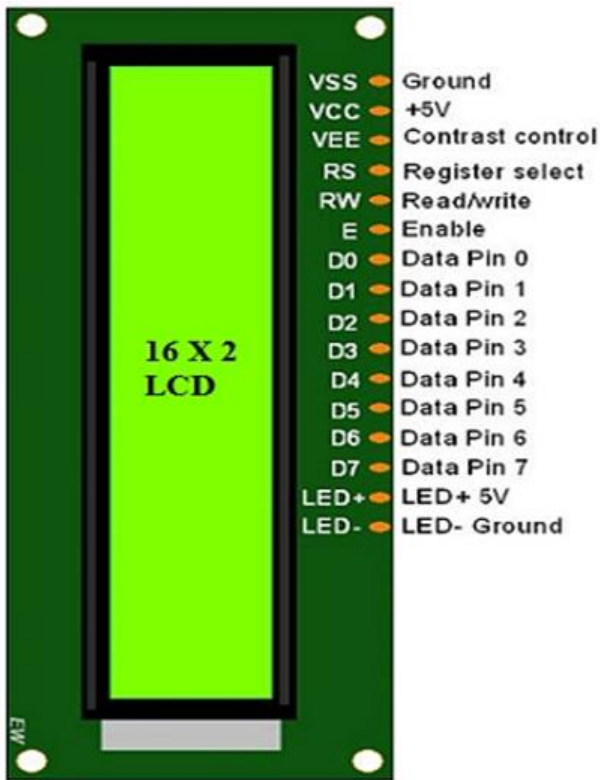 VSS Ground
VCC +5V
VEE Contrast control
RS Register select
RW Read/write
E Enable
D0 Data Pin 0
D1 Data Pin 1
D2 Data Pin 2
D3 Data Pin 3
D4 Data Pin 4
D5 Data Pin 5
D6 Data Pin 6
D7 Data Pin 7
LED+ LED+ 5V
LED- LED- Ground
16 X 2
LCD
EW